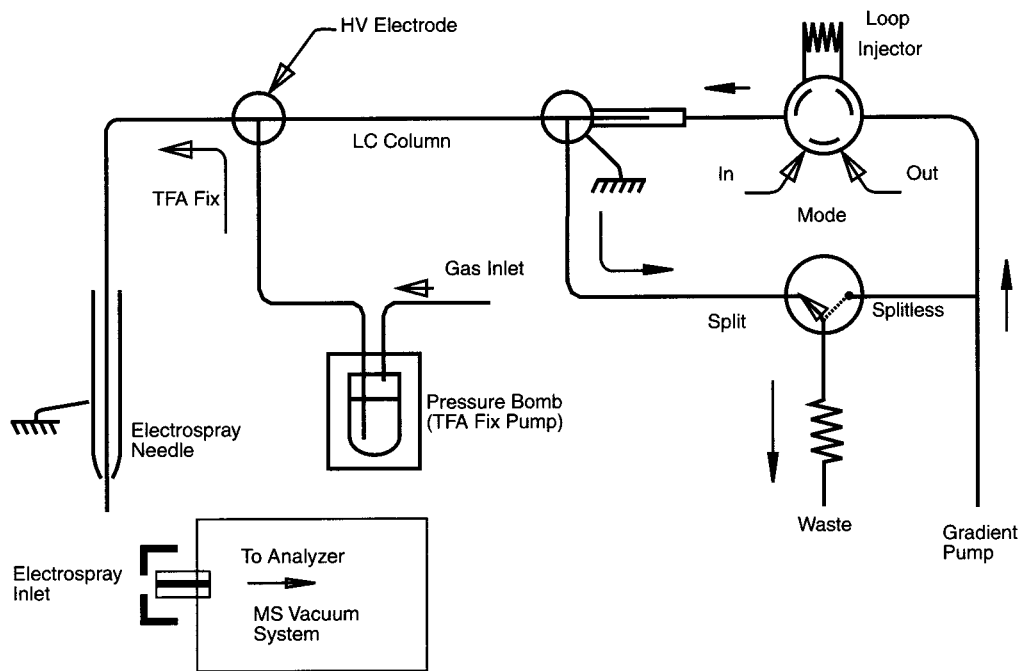 HV Electrode
Loop
Injector
LC Column
TFA Fix
In
Out
Mode
Gas Inlet
Split
Splitless
Pressure Bomb
(TFA Fix Pump)
Electrospray
Needle
Waste
Gradient
Pump
Electrospray
Inlet
To Analyzer
MS Vacuum
System